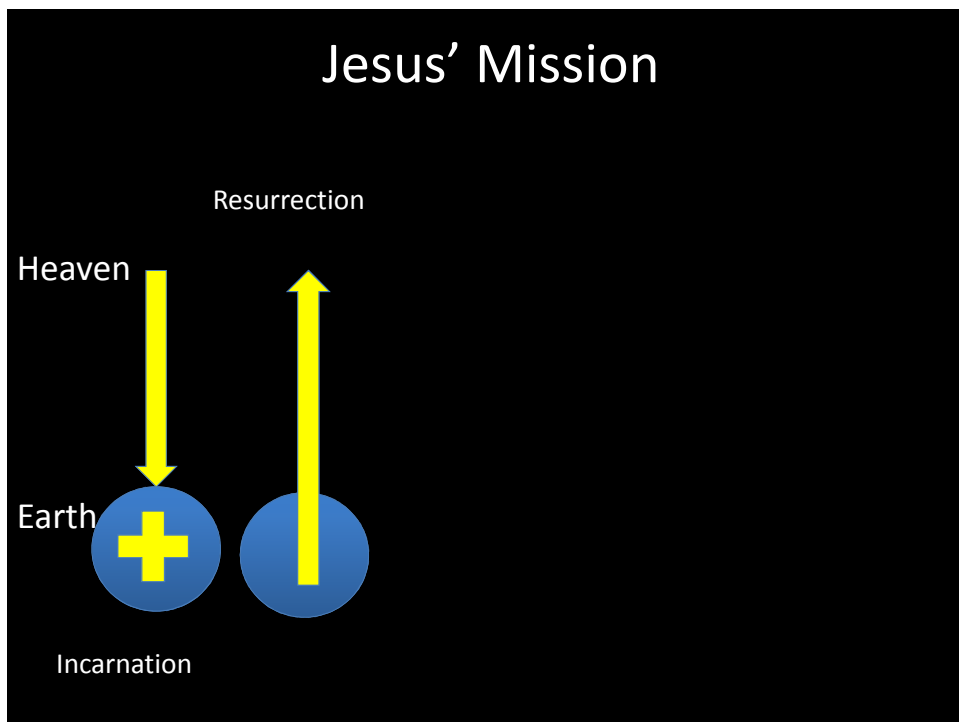 Jesus’ Mission
Resurrection
Heaven
Earth
Incarnation